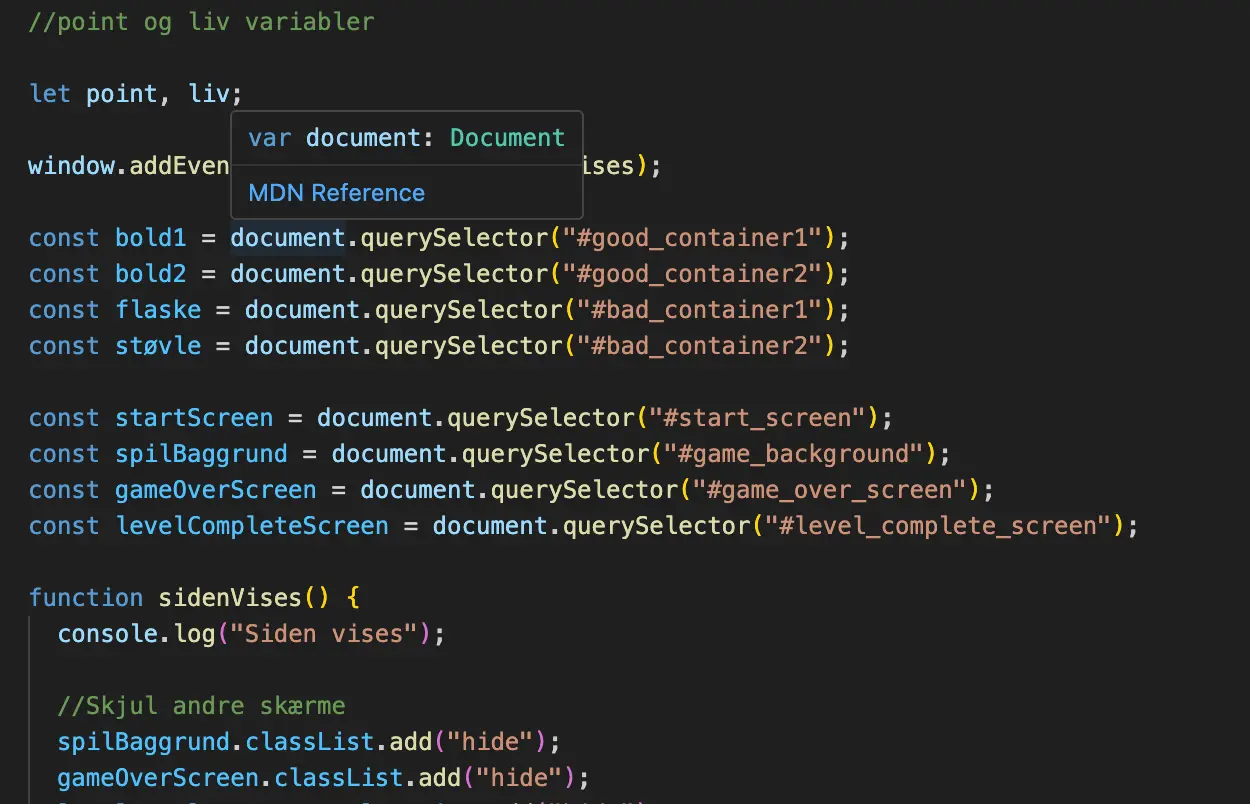 //point og liv variabler
let point, liv;
var document: Document
window.addEven ises);
MDN Reference
const bold1 = document.querySelector("#good_container1");
const bold2 = document.querySelector("#good_container2");
const flaske = document.querySelector("#bad_container1");
const støvle = document.querySelector("#bad_container2");
const startScreen = document.querySelector("#start_screen");
const spilBaggrund = document.querySelector("#game_background");
const gameOverScreen = document.querySelector("#game_over_screen");
const levelCompleteScreen = document.querySelector("#level_complete_screen");
function sidenVises() {
console.log("Siden vises");
//Skjul andre skærme
spilBaggrund.classList.add("hide");
gameOverScreen.classList.add("hide");